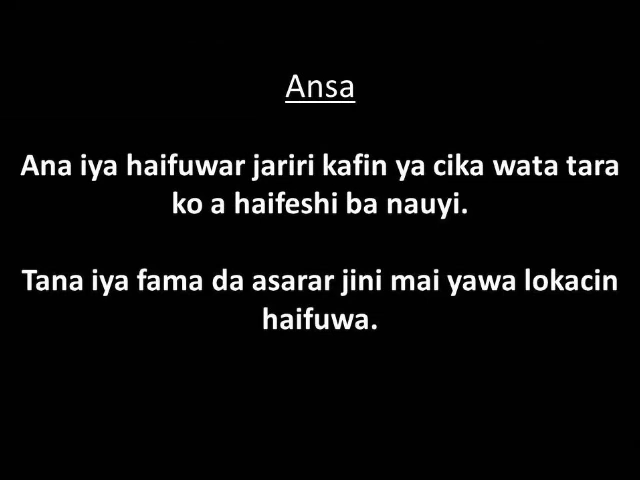 Ansa
Ana iya haifuwar jariri kafin ya cika wata tara
ko a haifeshi ba nauyi.
Tana iya fama da asarar jini mai yawa lokacin
haifuwa.